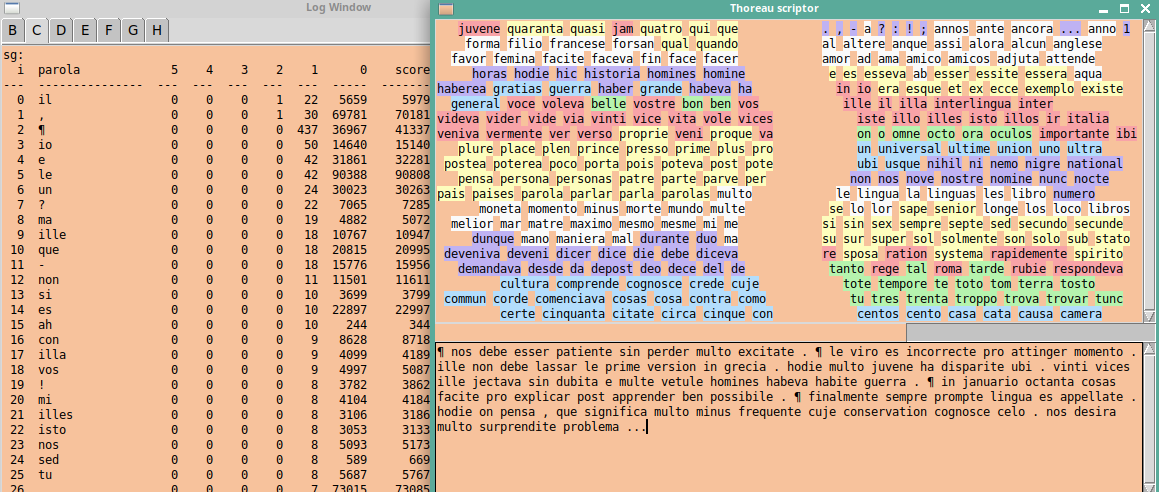 Log Window
B C D E F G H
sg:
i parola 5 4 3 2 1 0 score
--- --------------- --- --- --- --- --- ----- -------
0 il 0 0 0 1 22 5659 5979
1 , 0 0 0 1 30 69781 70181
2 ¶ 0 0 0 0 437 36967 41337
3 io 0 0 0 0 50 14640 15140
4 e 0 0 0 0 42 31861 32281
5 le 0 0 0 0 42 90388 90808
6 un 0 0 0 0 24 30023 30263
7 ? 0 0 0 0 22 7065 7285
8 ma 0 0 0 0 19 4882 5072
9 ille 0 0 0 0 18 10767 10947
10 que 0 0 0 0 18 20815 20995
11 - 0 0 0 0 18 15776 15956
12 non 0 0 0 0 11 11501 11611
13 si 0 0 0 0 10 3699 3799
14 es 0 0 0 0 10 22897 22997
15 ah 0 0 0 0 10 244 344
16 con 0 0 0 0 9 8628 8718
17 illa 0 0 0 0 9 4099 4189
18 vos 0 0 0 0 9 4997 5087
19 ! 0 0 0 0 8 3782 3862
20 mi 0 0 0 0 8 4104 4184
21 illes 0 0 0 0 8 3106 3186
22 isto 0 0 0 0 8 3053 3133
23 nos 0 0 0 0 8 5093 5173
24 sed 0 0 0 0 8 589 669
25 tu 0 0 0 0 8 5687 5767
26 0 0 0 0 7 73015 73085
Thoreau scriptor
juvene quaranta quasi jam quatro qui que
forma filio francese forsan qual quando
favor femina facite faceva fin face facer
horas hodie hic historia homines homine
haberea gratias guerra haber grande habeva ha
general voce voleva belle vostre bon ben vos
videva vider vide via vinti vice vita vole vices
veniva vermente ver verso proprie veni proque va
plure place plen prince presso prime plus pro
postea poterea poco porta pois poteva post pote
pensa persona personas patre parte parve per
pais paises parola parlar parla parolas multo
moneta momento minus morte mundo multe
melior mar matre maximo mesmo mesme mi me
dunque mano maniera mal durante duo ma
deveniva deveni dicer dice die debe diceva
demandava desde da depost deo dece del de
cultura comprende cognosce crede cuje
commun corde comenciava cosas cosa contra como
certe cinquanta citate circa cinque con
. , - a ? : ! ; annos ante ancora ... anno 1
al altere anque assi alora alcun anglese
amor ad ama amico amicos adjuta attende
e es esseva ab esser essite essera aqua
in io era esque et ex ecce exemplo existe
ille il illa interlingua inter
iste illo illes isto illos ir italia
on o omne octo ora oculos importante ibi
un universal ultime union uno ultra
ubi usque nihil ni nemo nigre national
non nos nove nostre nomine nunc nocte
le lingua la linguas les libro numero
se lo lor sape senior longe los loco libros
si sin sex sempre septe sed secundo secunde
su sur super sol solmente son solo sub stato
re sposa ration systema rapidemente spirito
tanto rege tal roma tarde rubie respondeva
tote tempore te toto tom terra tosto
tu tres trenta troppo trova trovar tunc
centos cento casa cata causa camera
¶ nos debe esser patiente sin perder multo excitate . ¶ le viro es incorrecte pro attinger momento .
ille non debe lassar le prime version in grecia . hodie multo juvene ha disparite ubi . vinti vices
ille jectava sin dubita e multe vetule homines habeva habite guerra . ¶ in januario octanta cosas
facite pro explicar post apprender ben possibile . ¶ finalmente sempre prompte lingua es appellate .
hodie on pensa , que significa multo minus frequente cuje conservation cognosce celo . nos desira
multo surprendite problema ...